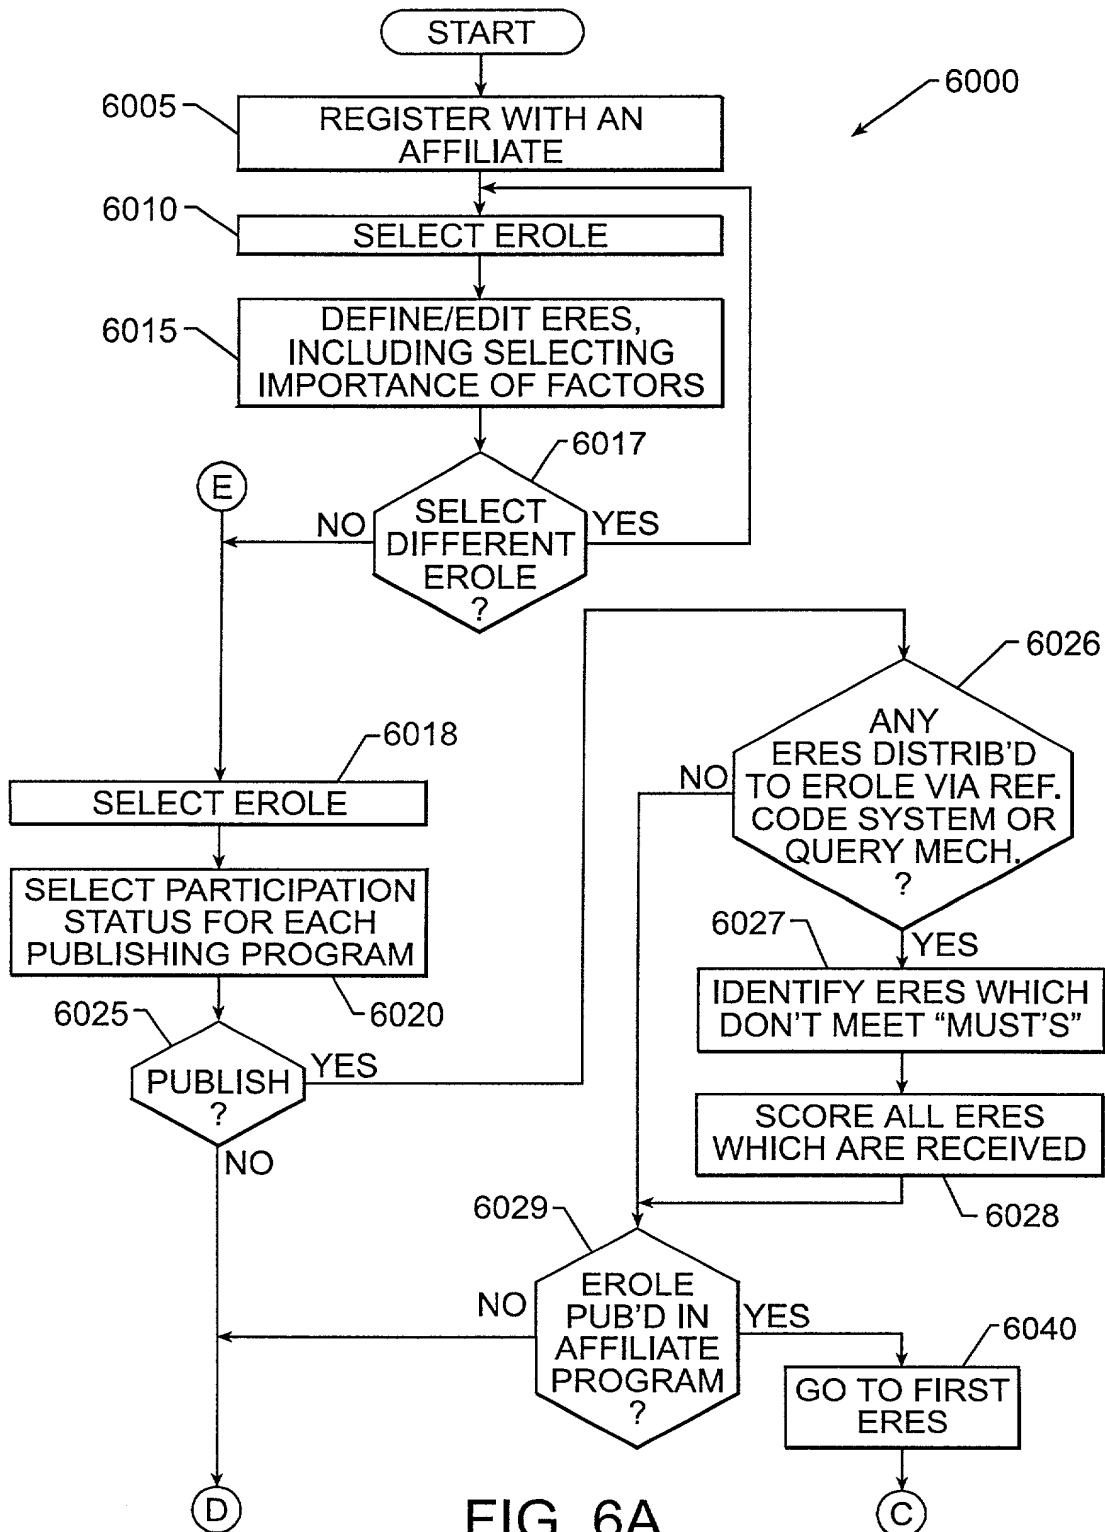 START
6000
6005
REGISTER WITH AN
AFFILIATE
6010
SELECT EROLE
6015
DEFINE/EDIT ERES,
INCLUDING SELECTING
IMPORTANCE OF FACTORS
6017
E
NO
SELECT
DIFFERENT
EROLE
?
YES
6018
SELECT EROLE
SELECT PARTICIPATION
STATUS FOR EACH
PUBLISHING PROGRAM
6020
6025
PUBLISH
?
YES
NO
6026
ANY
ERES DISTRIB'D
TO EROLE VIA REF.
CODE SYSTEM OR
QUERY MECH.
?
NO
YES
6027
IDENTIFY ERES WHICH
DON'T MEET “MUST'S”
SCORE ALL ERES
WHICH ARE RECEIVED
6028
6029
EROLE
PUB'D IN
AFFILIATE
PROGRAM
?
NO
YES
6040
GO TO FIRST
ERES
D
C
FIG. 6A